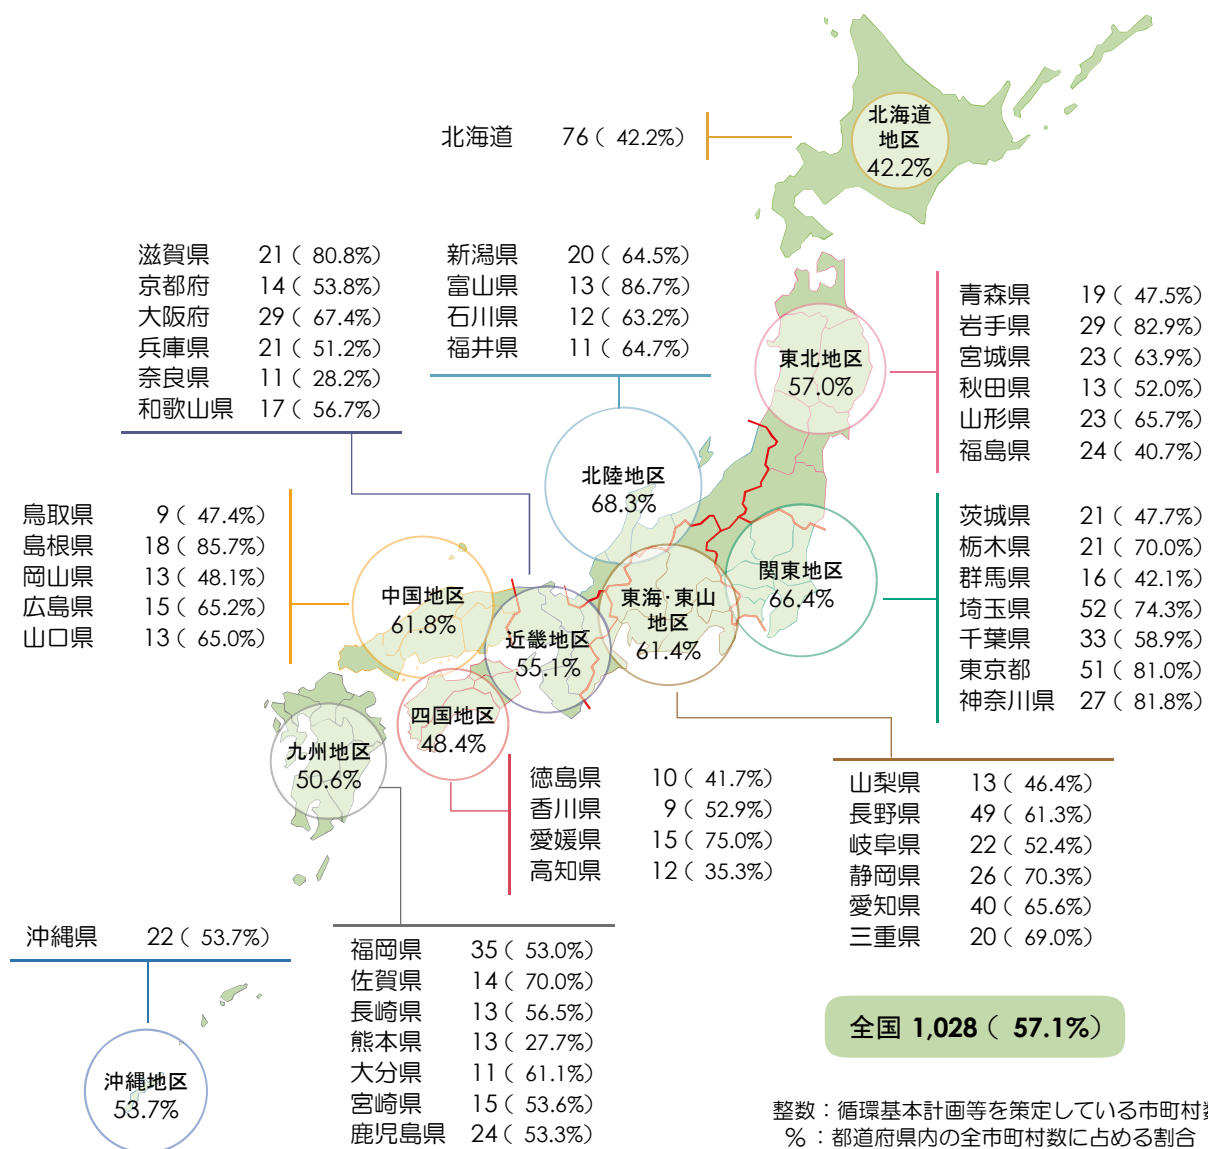 北海道 76 ( 42.2%)
北海道
地区
42.2%
滋賀県 21 ( 80.8%)
京都府 14 ( 53.8%)
大阪府 29 ( 67.4%)
兵庫県 21 ( 51.2%)
奈良県 11 ( 28.2%)
和歌山県 17 ( 56.7%)
新潟県 20 ( 64.5%)
富山県 13 ( 86.7%)
石川県 12 ( 63.2%)
福井県 11 ( 64.7%)
青森県 19 ( 47.5%)
岩手県 29 ( 82.9%)
宮城県 23 ( 63.9%)
秋田県 13 ( 52.0%)
山形県 23 ( 65.7%)
福島県 24 ( 40.7%)
東北地区
57.0%
北陸地区
68.3%
鳥取県 9 ( 47.4%)
島根県 18 ( 85.7%)
岡山県 13 ( 48.1%)
広島県 15 ( 65.2%)
山口県 13 ( 65.0%)
中国地区
61.8%
近畿地区
55.1%
東海・東山
地区
61.4%
関東地区
66.4%
茨城県 21 ( 47.7%)
栃木県 21 ( 70.0%)
群馬県 16 ( 42.1%)
埼玉県 52 ( 74.3%)
千葉県 33 ( 58.9%)
東京都 51 ( 81.0%)
神奈川県 27 ( 81.8%)
四国地区
48.4%
九州地区
50.6%
徳島県 10 ( 41.7%)
香川県 9 ( 52.9%)
愛媛県 15 ( 75.0%)
高知県 12 ( 35.3%)
山梨県 13 ( 46.4%)
長野県 49 ( 61.3%)
岐阜県 22 ( 52.4%)
静岡県 26 ( 70.3%)
愛知県 40 ( 65.6%)
三重県 20 ( 69.0%)
沖縄県 22 ( 53.7%)
沖縄地区
53.7%
福岡県 35 ( 53.0%)
佐賀県 14 ( 70.0%)
長崎県 13 ( 56.5%)
熊本県 13 ( 27.7%)
大分県 11 ( 61.1%)
宮崎県 15 ( 53.6%)
鹿児島県 24 ( 53.3%)
全国 1,028 ( 57.1%)
整数：循環基本計画等を策定している市町村数
%：都道府県内の全市町村数に占める割合